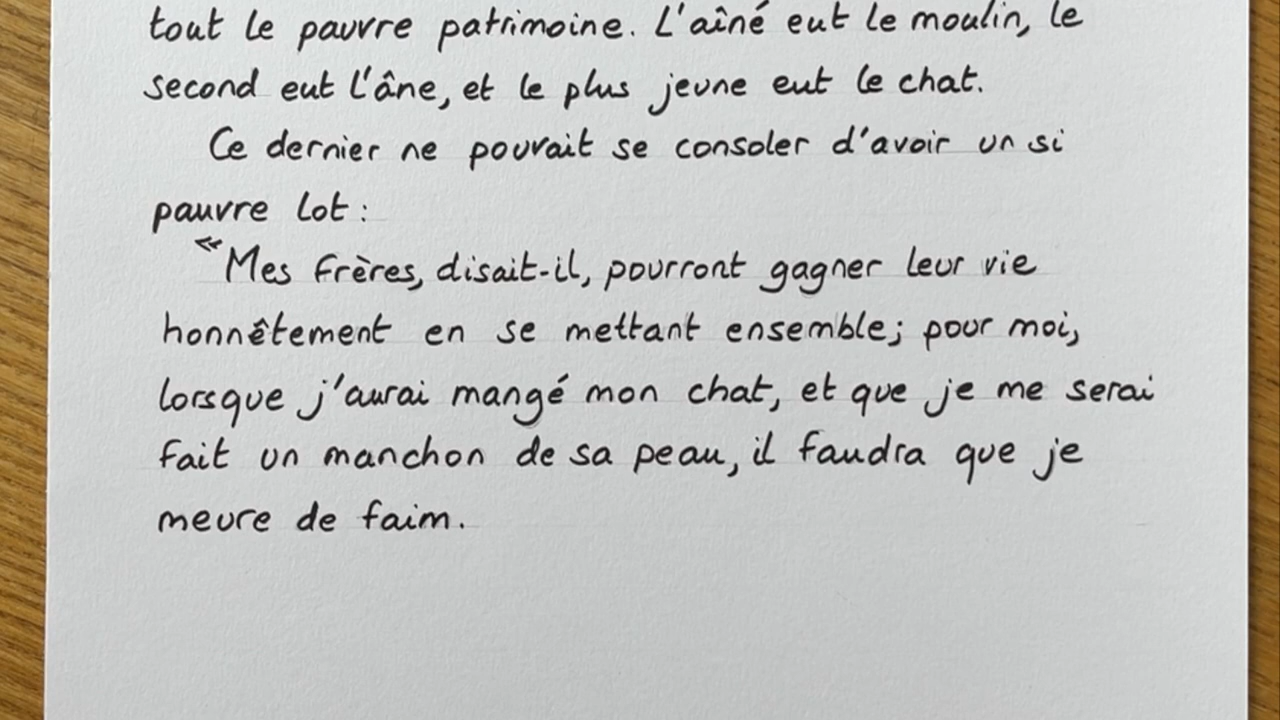 tout le pauvre patrimoine. L'aîné eut le moulin, le
second eut l'âne, et le plus jeune eut le chat.
Ce dernier ne pouvait se consoler d'avoir un si
pauvre lot :
« Mes frères, disait-il, pourront gagner leur vie
honnêtement en se mettant ensemble; pour moi,
lorsque j'aurai mangé mon chat, et que je me serai
fait un manchon de sa peau, il faudra que je
meure de faim.